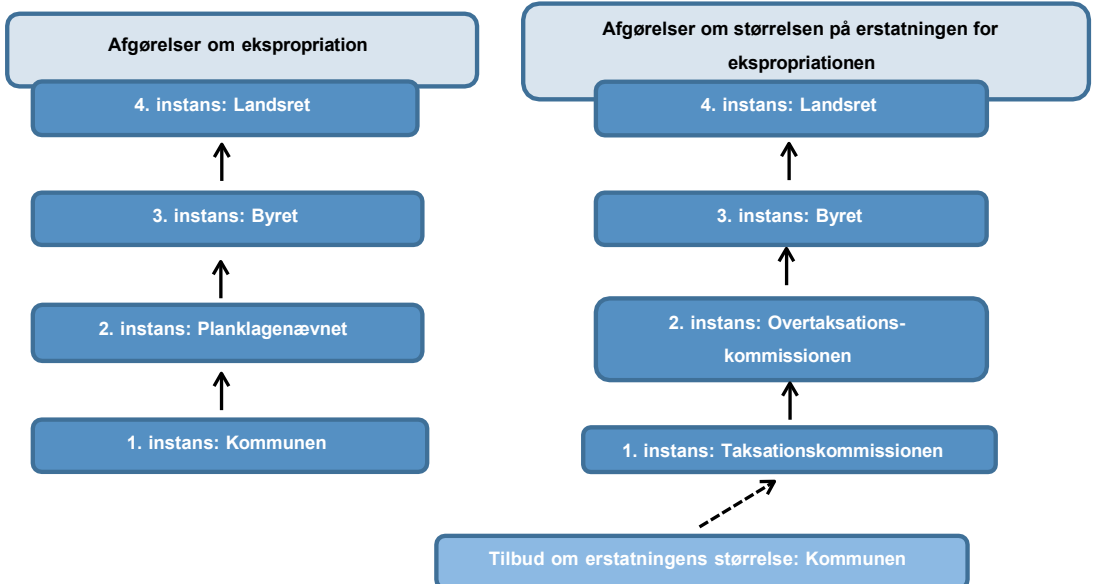 Afgørelser om ekspropriation
4. instans: Landsret
3. instans: Byret
2. instans: Planklagenævnet
1. instans: Kommunen
Afgørelser om størrelsen på erstatningen for
ekspropriationen
4. instans: Landsret
3. instans: Byret
2. instans: Overtaksations-
kommissionen
1. instans: Taksationskommissionen
Tilbud om erstatningens størrelse: Kommunen